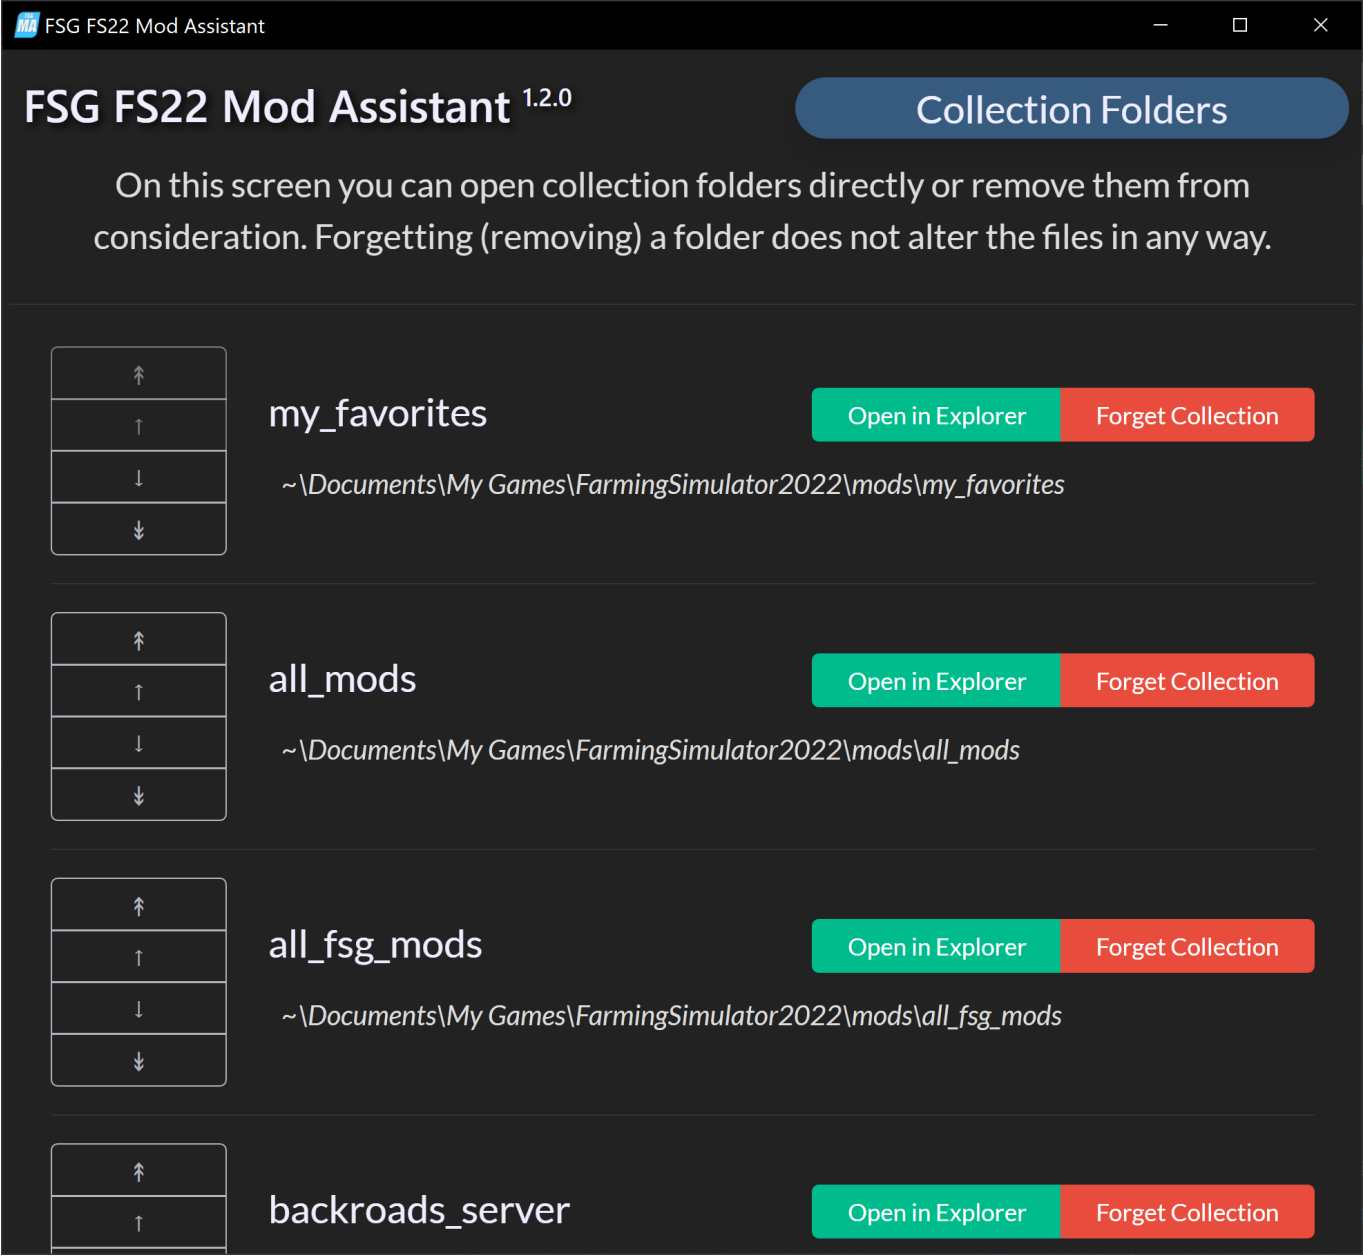 FSG FS22 Mod Assistant
FSG FS22 Mod Assistant 1.2.0
Collection Folders
On this screen you can open collection folders directly or remove them from
consideration. Forgetting (removing) a folder does not alter the files in any way.
↟
↑
↓
↡
my_favorites
Open in Explorer
Forget Collection
~\Documents\My Games\FarmingSimulator2022\mods\my_favorites
↟
↑
↓
↡
all_mods
Open in Explorer
Forget Collection
~\Documents\My Games\FarmingSimulator2022\mods\all_mods
↟
↑
↓
↡
all_fsg_mods
Open in Explorer
Forget Collection
~\Documents\My Games\FarmingSimulator2022\mods\all_fsg_mods
↟
↑
backroads_server
Open in Explorer
Forget Collection